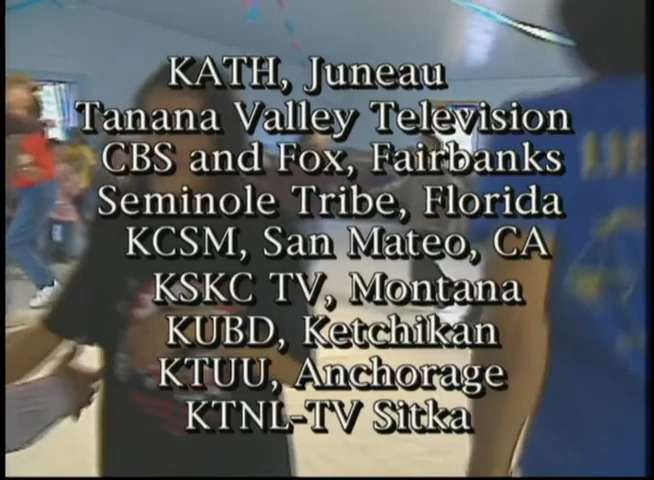 KATH, Juneau
Tanana Valley Television
CBS and Fox, Fairbanks
Seminole Tribe, Florida
KCSM, San Mateo, CA
KSKC TV, Montana
KUBD, Ketchikan
KTUU, Anchorage
KTNL-TV Sitka